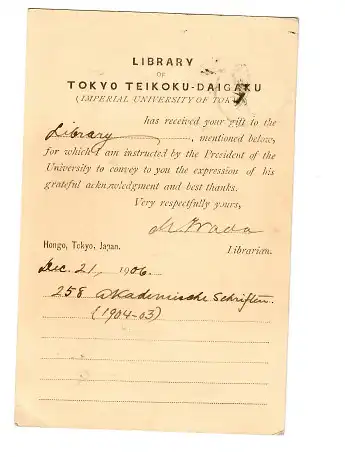 LIBRARY
OF
TOKYO TEIKOKU-DAIGAKU
(IMPERIAL UNIVERSITY OF TOKYO)
has received your gift to the
Library, mentioned below,
for which I am instructed by the President of the
University to convey to you the expression of his
grateful acknowledgment and best thanks.
Very respectfully yours,
M. Wada
Hongo, Tokyo, Japan. Librarian.
Dec. 21, 1906.
258 Akademische Schriften.
(1904-03)